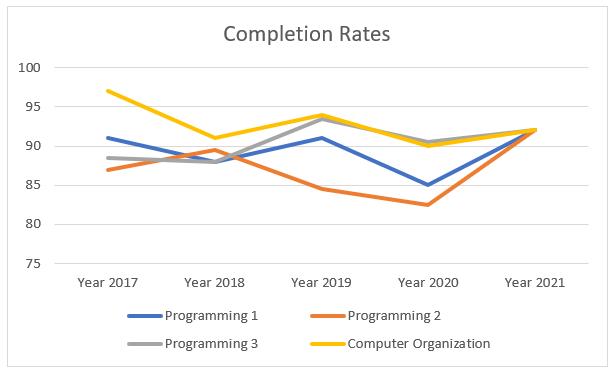 Completion Rates
100
95
90
85
80
75
Year 2017 Year 2018 Year 2019 Year 2020 Year 2021
Programming 1 Programming 2
Programming 3 Computer Organization